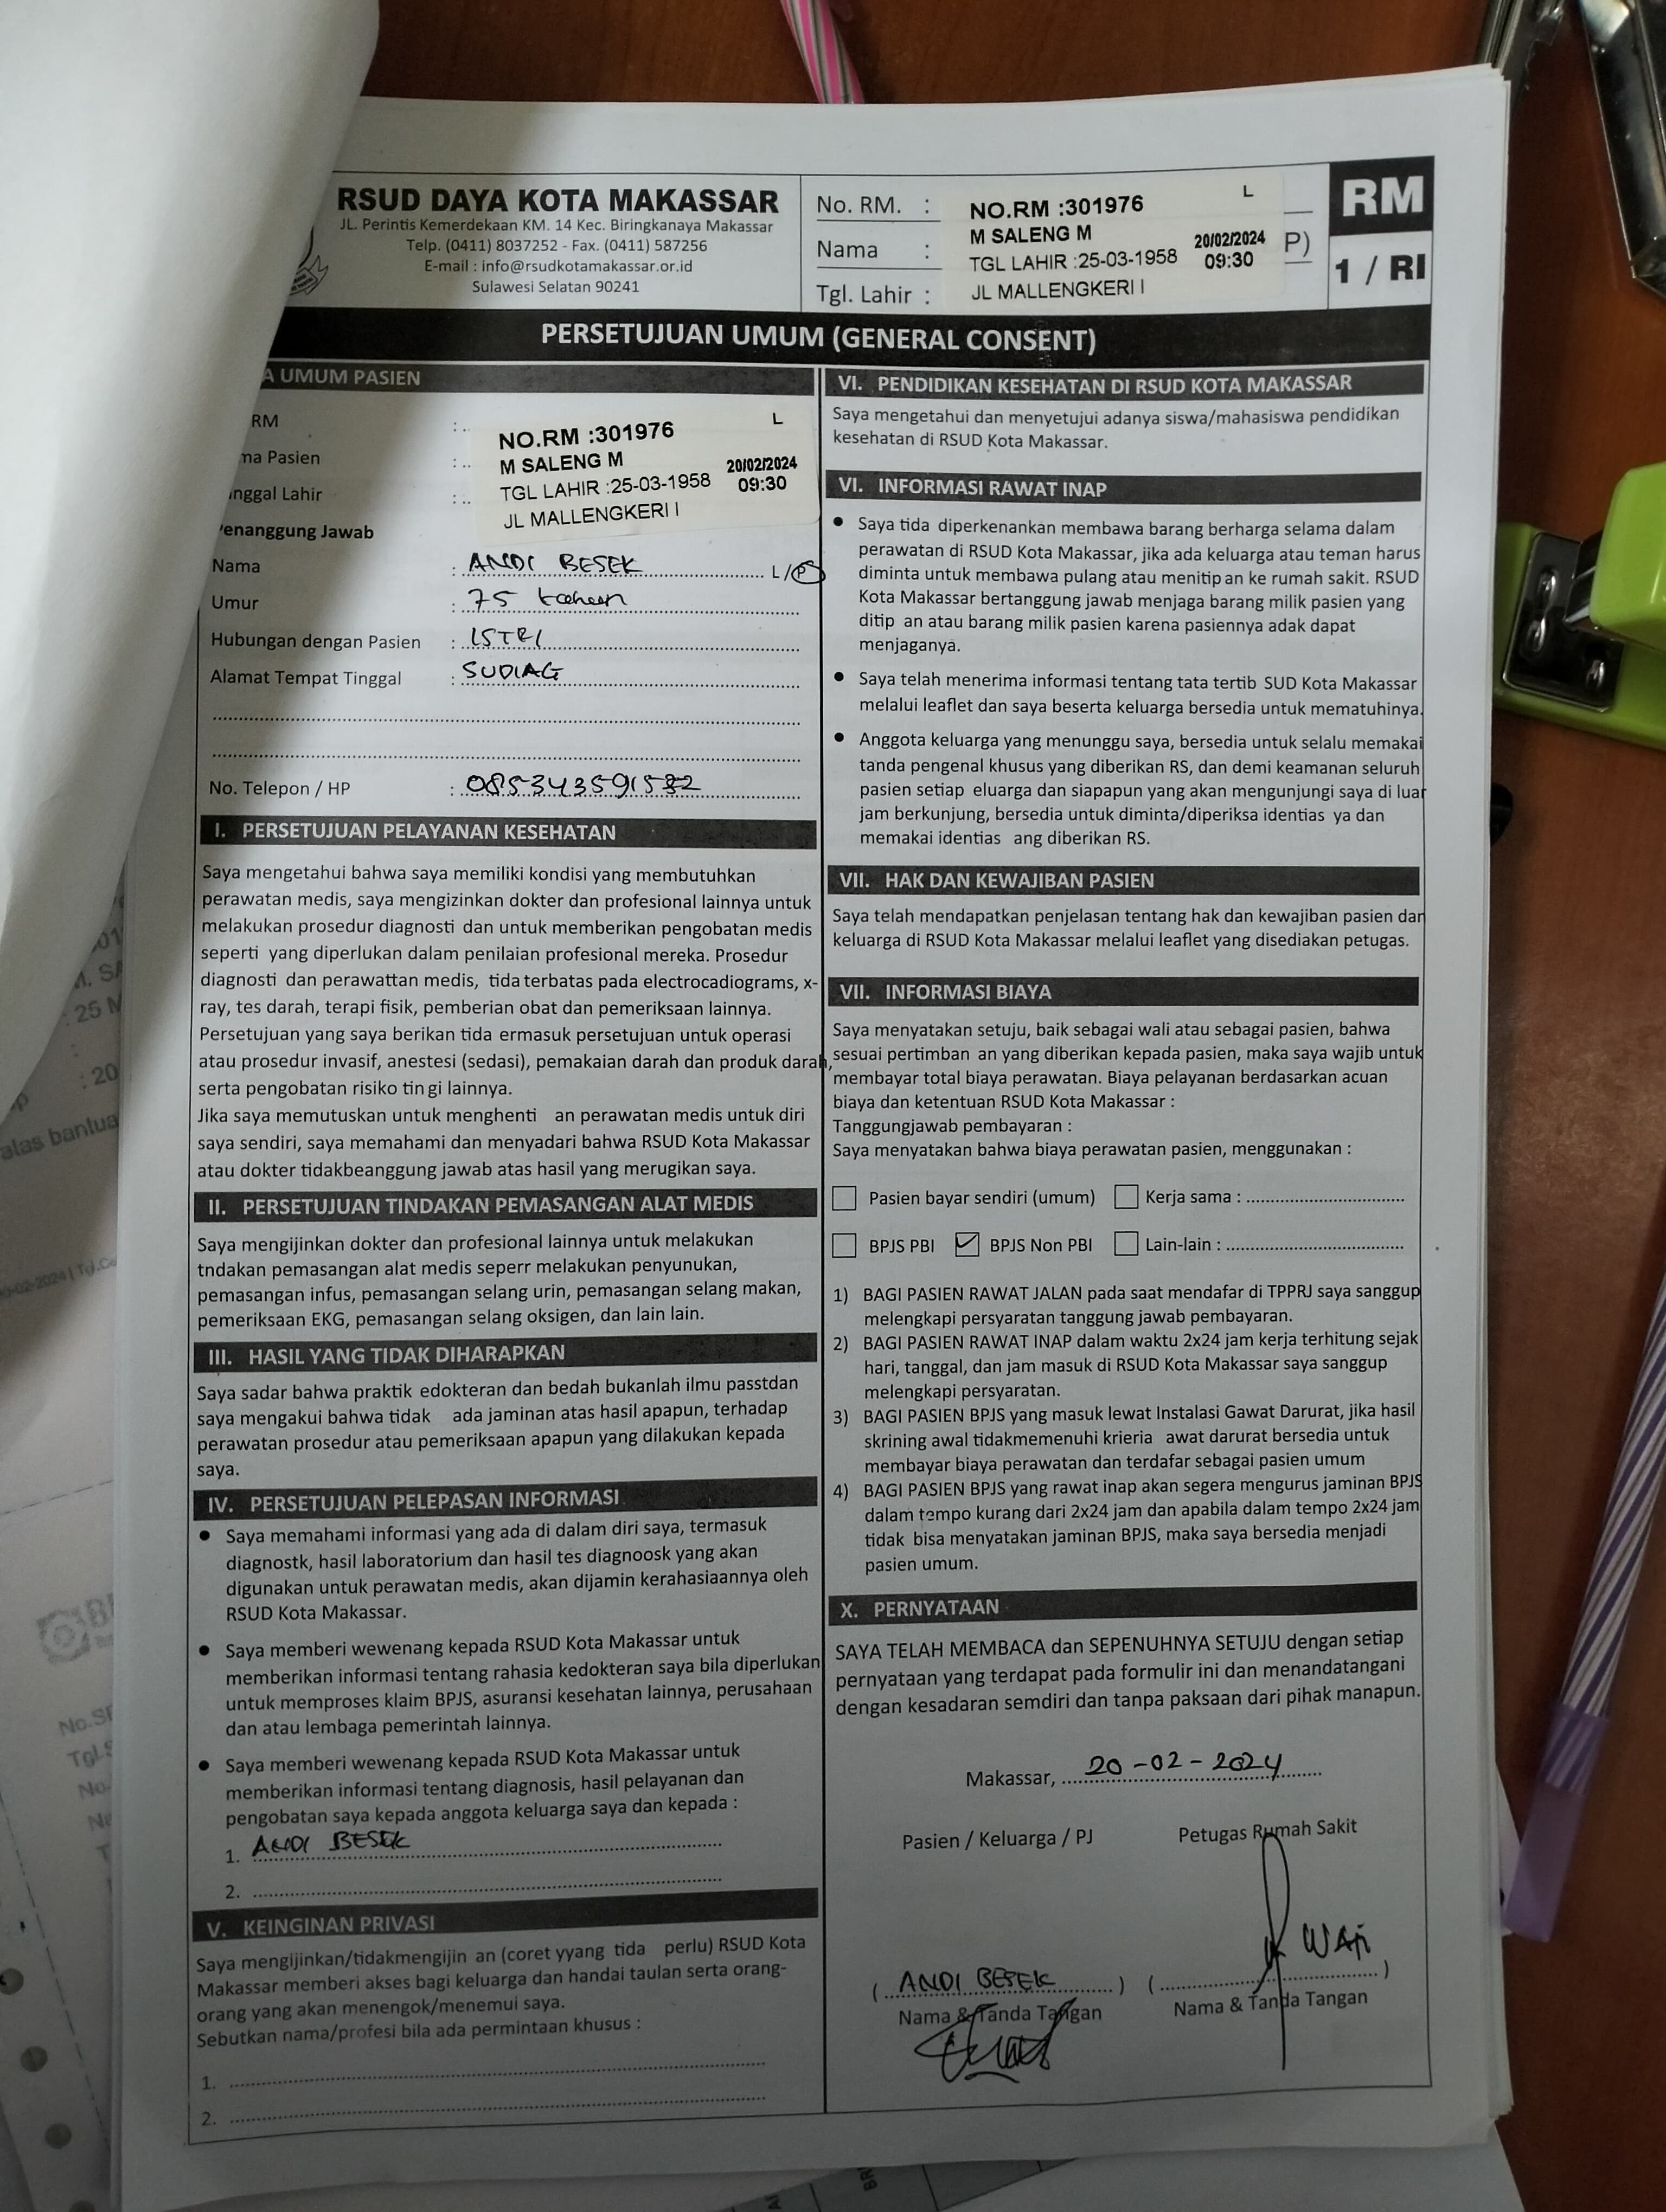 RSUD DAYA KOTA MAKASSAR
JL. Perintis Kemerdekaan KM. 14 Kec. Biringkanaya Makassar
Telp. (0411) 8037252 - Fax. (0411) 587256
E-mail : info@rsudkotamakassar.or.id
Sulawesi Selatan 90241
No. RM. :
Nama :
Tgl. Lahir :
NO.RM :301976 L
M SALENG M 20/02/2024
TGL LAHIR :25-03-1958 09:30
JL MALLENGKERI I
P)
RM
1 / RI
PERSETUJUAN UMUM (GENERAL CONSENT)
A UMUM PASIEN
RM :
ma Pasien :
nggal Lahir :
NO.RM :301976 L
M SALENG M 20/02/2024
TGL LAHIR :25-03-1958 09:30
JL MALLENGKERI I
enanggung Jawab
Nama : ANDI BESEK L/P
Umur : 75 tahun
Hubungan dengan Pasien : ISTRI
Alamat Tempat Tinggal : SUDIAG
No. Telepon / HP : 085343591582
I. PERSETUJUAN PELAYANAN KESEHATAN
Saya mengetahui bahwa saya memiliki kondisi yang membutuhkan
perawatan medis, saya mengizinkan dokter dan profesional lainnya untuk
melakukan prosedur diagnosti dan untuk memberikan pengobatan medis
seperti yang diperlukan dalam penilaian profesional mereka. Prosedur
diagnosti dan perawattan medis, tida terbatas pada electrocadiograms, x-
ray, tes darah, terapi fisik, pemberian obat dan pemeriksaan lainnya.
Persetujuan yang saya berikan tida ermasuk persetujuan untuk operasi
atau prosedur invasif, anestesi (sedasi), pemakaian darah dan produk darah,
serta pengobatan risiko tin gi lainnya.
Jika saya memutuskan untuk menghenti an perawatan medis untuk diri
saya sendiri, saya memahami dan menyadari bahwa RSUD Kota Makassar
atau dokter tidakbeanggung jawab atas hasil yang merugikan saya.
II. PERSETUJUAN TINDAKAN PEMASANGAN ALAT MEDIS
Saya mengijinkan dokter dan profesional lainnya untuk melakukan
tndakan pemasangan alat medis seperr melakukan penyunukan,
pemasangan infus, pemasangan selang urin, pemasangan selang makan,
pemeriksaan EKG, pemasangan selang oksigen, dan lain lain.
III. HASIL YANG TIDAK DIHARAPKAN
Saya sadar bahwa praktik edokteran dan bedah bukanlah ilmu passtdan
saya mengakui bahwa tidak ada jaminan atas hasil apapun, terhadap
perawatan prosedur atau pemeriksaan apapun yang dilakukan kepada
saya.
IV. PERSETUJUAN PELEPASAN INFORMASI
● Saya memahami informasi yang ada di dalam diri saya, termasuk
diagnostk, hasil laboratorium dan hasil tes diagnoosk yang akan
digunakan untuk perawatan medis, akan dijamin kerahasiaannya oleh
RSUD Kota Makassar.
● Saya memberi wewenang kepada RSUD Kota Makassar untuk
memberikan informasi tentang rahasia kedokteran saya bila diperlukan
untuk memproses klaim BPJS, asuransi kesehatan lainnya, perusahaan
dan atau lembaga pemerintah lainnya.
● Saya memberi wewenang kepada RSUD Kota Makassar untuk
memberikan informasi tentang diagnosis, hasil pelayanan dan
pengobatan saya kepada anggota keluarga saya dan kepada :
1. ANDI BESEK
2.
V. KEINGINAN PRIVASI
Saya mengijinkan/tidakmengijin an (coret yyang tida perlu) RSUD Kota
Makassar memberi akses bagi keluarga dan handai taulan serta orang-
orang yang akan menengok/menemui saya.
Sebutkan nama/profesi bila ada permintaan khusus :
1.
2.
VI. PENDIDIKAN KESEHATAN DI RSUD KOTA MAKASSAR
Saya mengetahui dan menyetujui adanya siswa/mahasiswa pendidikan
kesehatan di RSUD Kota Makassar.
VI. INFORMASI RAWAT INAP
● Saya tida diperkenankan membawa barang berharga selama dalam
perawatan di RSUD Kota Makassar, jika ada keluarga atau teman harus
diminta untuk membawa pulang atau menitip an ke rumah sakit. RSUD
Kota Makassar bertanggung jawab menjaga barang milik pasien yang
ditip an atau barang milik pasien karena pasiennya adak dapat
menjaganya.
● Saya telah menerima informasi tentang tata tertib SUD Kota Makassar
melalui leaflet dan saya beserta keluarga bersedia untuk mematuhinya.
● Anggota keluarga yang menunggu saya, bersedia untuk selalu memakai
tanda pengenal khusus yang diberikan RS, dan demi keamanan seluruh
pasien setiap eluarga dan siapapun yang akan mengunjungi saya di luar
jam berkunjung, bersedia untuk diminta/diperiksa identias ya dan
memakai identias ang diberikan RS.
VII. HAK DAN KEWAJIBAN PASIEN
Saya telah mendapatkan penjelasan tentang hak dan kewajiban pasien dan
keluarga di RSUD Kota Makassar melalui leaflet yang disediakan petugas.
VII. INFORMASI BIAYA
Saya menyatakan setuju, baik sebagai wali atau sebagai pasien, bahwa
sesuai pertimban an yang diberikan kepada pasien, maka saya wajib untuk
membayar total biaya perawatan. Biaya pelayanan berdasarkan acuan
biaya dan ketentuan RSUD Kota Makassar :
Tanggungjawab pembayaran :
Saya menyatakan bahwa biaya perawatan pasien, menggunakan :
☐ Pasien bayar sendiri (umum) ☐ Kerja sama :
☐ BPJS PBI ☑ BPJS Non PBI ☐ Lain-lain :
1) BAGI PASIEN RAWAT JALAN pada saat mendafar di TPPRJ saya sanggup
melengkapi persyaratan tanggung jawab pembayaran.
2) BAGI PASIEN RAWAT INAP dalam waktu 2x24 jam kerja terhitung sejak
hari, tanggal, dan jam masuk di RSUD Kota Makassar saya sanggup
melengkapi persyaratan.
3) BAGI PASIEN BPJS yang masuk lewat Instalasi Gawat Darurat, jika hasil
skrining awal tidakmemenuhi krieria awat darurat bersedia untuk
membayar biaya perawatan dan terdafar sebagai pasien umum
4) BAGI PASIEN BPJS yang rawat inap akan segera mengurus jaminan BPJS
dalam tempo kurang dari 2x24 jam dan apabila dalam tempo 2x24 jam
tidak bisa menyatakan jaminan BPJS, maka saya bersedia menjadi
pasien umum.
X. PERNYATAAN
SAYA TELAH MEMBACA dan SEPENUHNYA SETUJU dengan setiap
pernyataan yang terdapat pada formulir ini dan menandatangani
dengan kesadaran semdiri dan tanpa paksaan dari pihak manapun.
Makassar, 20-02-2024
Pasien / Keluarga / PJ Petugas Rumah Sakit
( ANDI BESEK ) ( )
Nama & Tanda Tangan Nama & Tanda Tangan